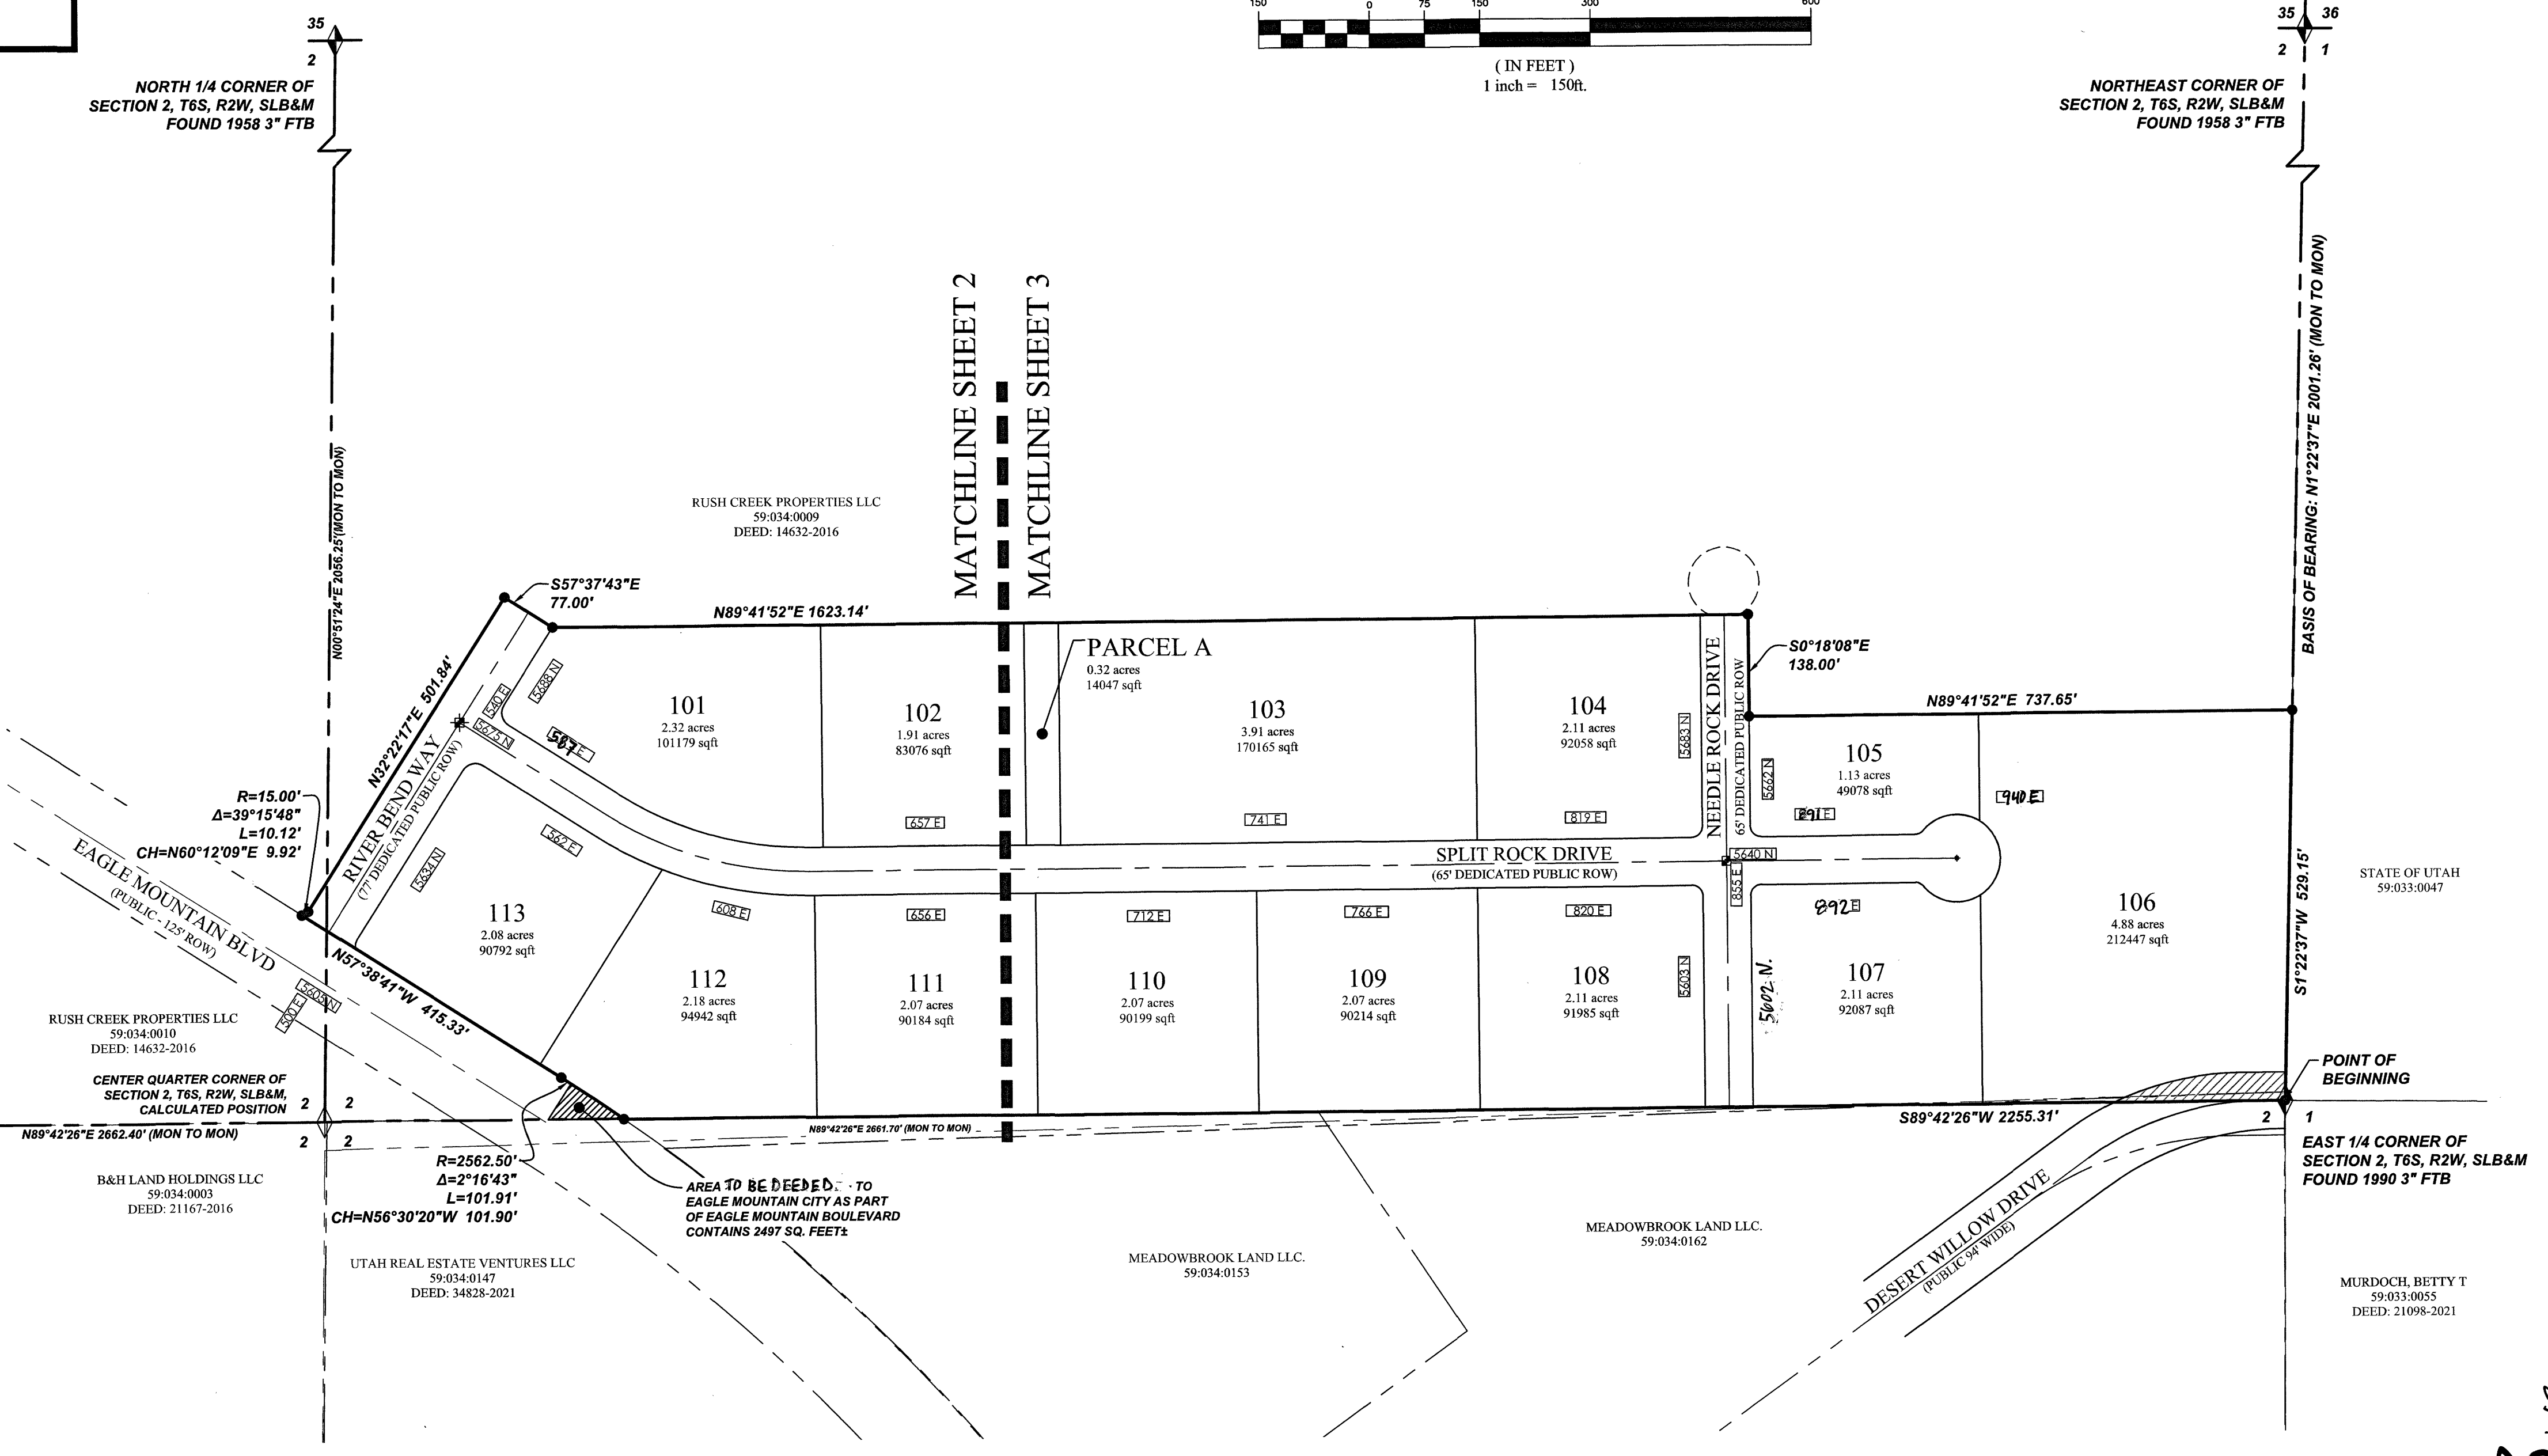 150 0 75 150 300 600
( IN FEET )
1 inch = 150ft.
35
2
NORTH 1/4 CORNER OF
SECTION 2, T6S, R2W, SLB&M
FOUND 1958 3" FTB
35 36
2 1
NORTHEAST CORNER OF
SECTION 2, T6S, R2W, SLB&M
FOUND 1958 3" FTB
N00°51'24"E 2056.25'(MON TO MON)
BASIS OF BEARING: N1°22'37"E 2001.26' (MON TO MON)
MATCHLINE SHEET 2
MATCHLINE SHEET 3
RUSH CREEK PROPERTIES LLC
59:034:0009
DEED: 14632-2016
S57°37'43"E
77.00'
N89°41'52"E 1623.14'
PARCEL A
0.32 acres
14047 sqft
S0°18'08"E
138.00'
N89°41'52"E 737.65'
N32°22'17"E 501.84'
RIVER BEND WAY
(77' DEDICATED PUBLIC ROW)
540 E
5688 N
5675 N
587 E
101
2.32 acres
101179 sqft
102
1.91 acres
83076 sqft
657 E
103
3.91 acres
170165 sqft
741 E
104
2.11 acres
92058 sqft
819 E
5683 N
NEEDLE ROCK DRIVE
65' DEDICATED PUBLIC ROW
5662 N
105
1.13 acres
49078 sqft
891 E
940 E
R=15.00'
Δ=39°15'48"
L=10.12'
CH=N60°12'09"E 9.92'
EAGLE MOUNTAIN BLVD
(PUBLIC - 125' ROW)
5634 N
562 E
SPLIT ROCK DRIVE
(65' DEDICATED PUBLIC ROW)
5640 N
855 E
S1°22'37"W 529.15'
STATE OF UTAH
59:033:0047
113
2.08 acres
90792 sqft
608 E
656 E
712 E
766 E
820 E
892E
106
4.88 acres
212447 sqft
N57°38'41"W 415.33'
5605 N
500 E
112
2.18 acres
94942 sqft
111
2.07 acres
90184 sqft
110
2.07 acres
90199 sqft
109
2.07 acres
90214 sqft
108
2.11 acres
91985 sqft
5603 N
5602 N.
107
2.11 acres
92087 sqft
RUSH CREEK PROPERTIES LLC
59:034:0010
DEED: 14632-2016
CENTER QUARTER CORNER OF
SECTION 2, T6S, R2W, SLB&M,
CALCULATED POSITION
2 2
2 2
N89°42'26"E 2662.40' (MON TO MON)
N89°42'26"E 2661.70' (MON TO MON)
S89°42'26"W 2255.31'
POINT OF
BEGINNING
2 1
EAST 1/4 CORNER OF
SECTION 2, T6S, R2W, SLB&M
FOUND 1990 3" FTB
R=2562.50'
Δ=2°16'43"
L=101.91'
CH=N56°30'20"W 101.90'
AREA TO BE DEEDED TO
EAGLE MOUNTAIN CITY AS PART
OF EAGLE MOUNTAIN BOULEVARD
CONTAINS 2497 SQ. FEET±
B&H LAND HOLDINGS LLC
59:034:0003
DEED: 21167-2016
UTAH REAL ESTATE VENTURES LLC
59:034:0147
DEED: 34828-2021
MEADOWBROOK LAND LLC.
59:034:0153
MEADOWBROOK LAND LLC.
59:034:0162
DESERT WILLOW DRIVE
(PUBLIC 94' WIDE)
MURDOCH, BETTY T
59:033:0055
DEED: 21098-2021